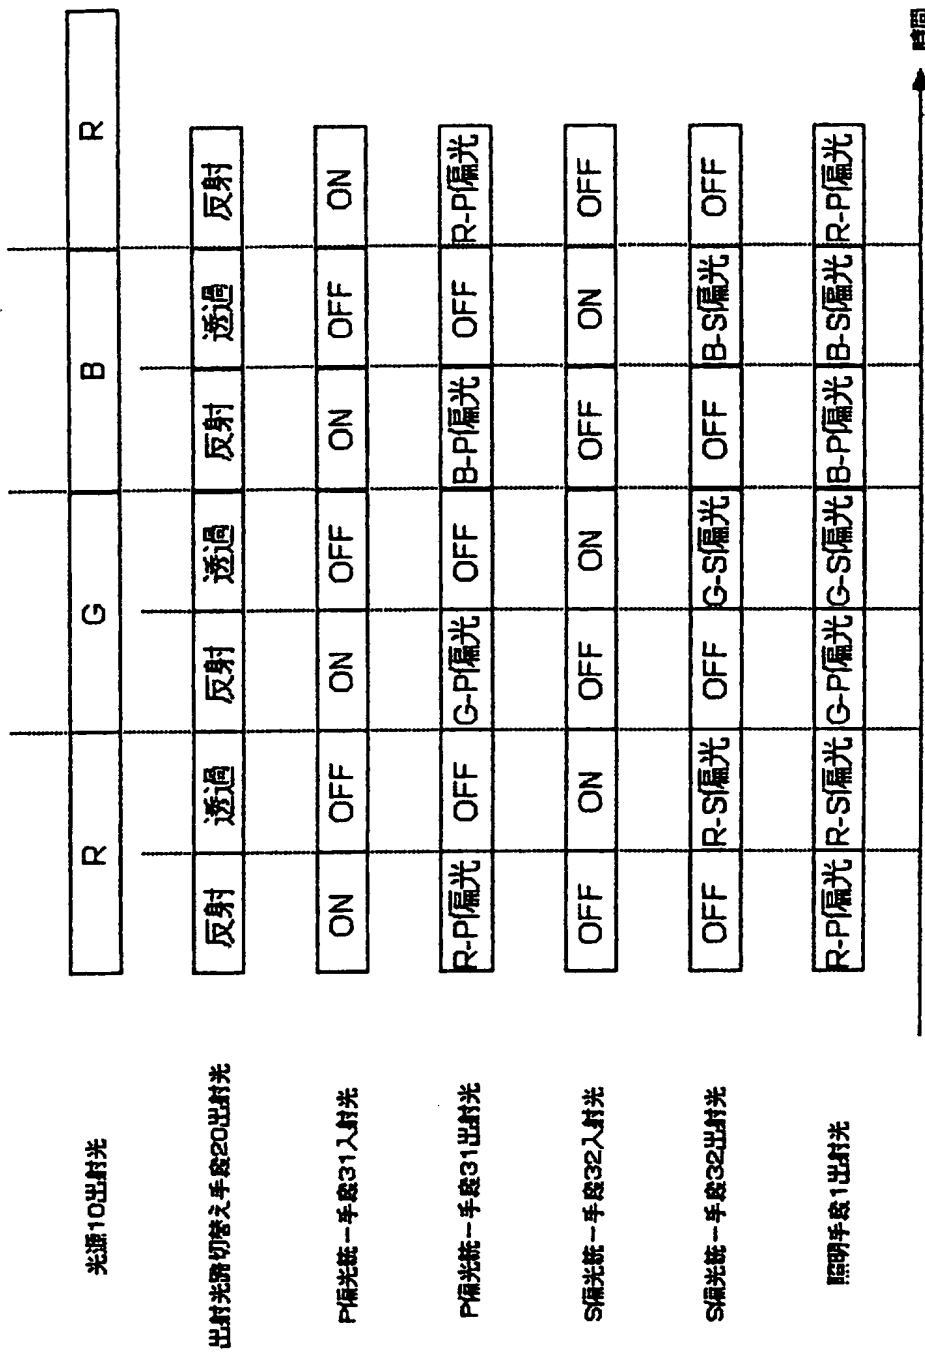 光源10出射光
R
G
B
R
出射光路切替え手段20出射光
反射
透過
反射
透過
反射
透過
反射
P偏光統一手段31入射光
ON
OFF
ON
OFF
ON
OFF
ON
P偏光統一手段31出射光
R-P偏光
OFF
G-P偏光
OFF
B-P偏光
OFF
R-P偏光
S偏光統一手段32入射光
OFF
ON
OFF
ON
OFF
ON
OFF
S偏光統一手段32出射光
OFF
R-S偏光
OFF
G-S偏光
OFF
B-S偏光
OFF
照明手段1出射光
R-P偏光
R-S偏光
G-P偏光
G-S偏光
B-P偏光
B-S偏光
R-P偏光
時間